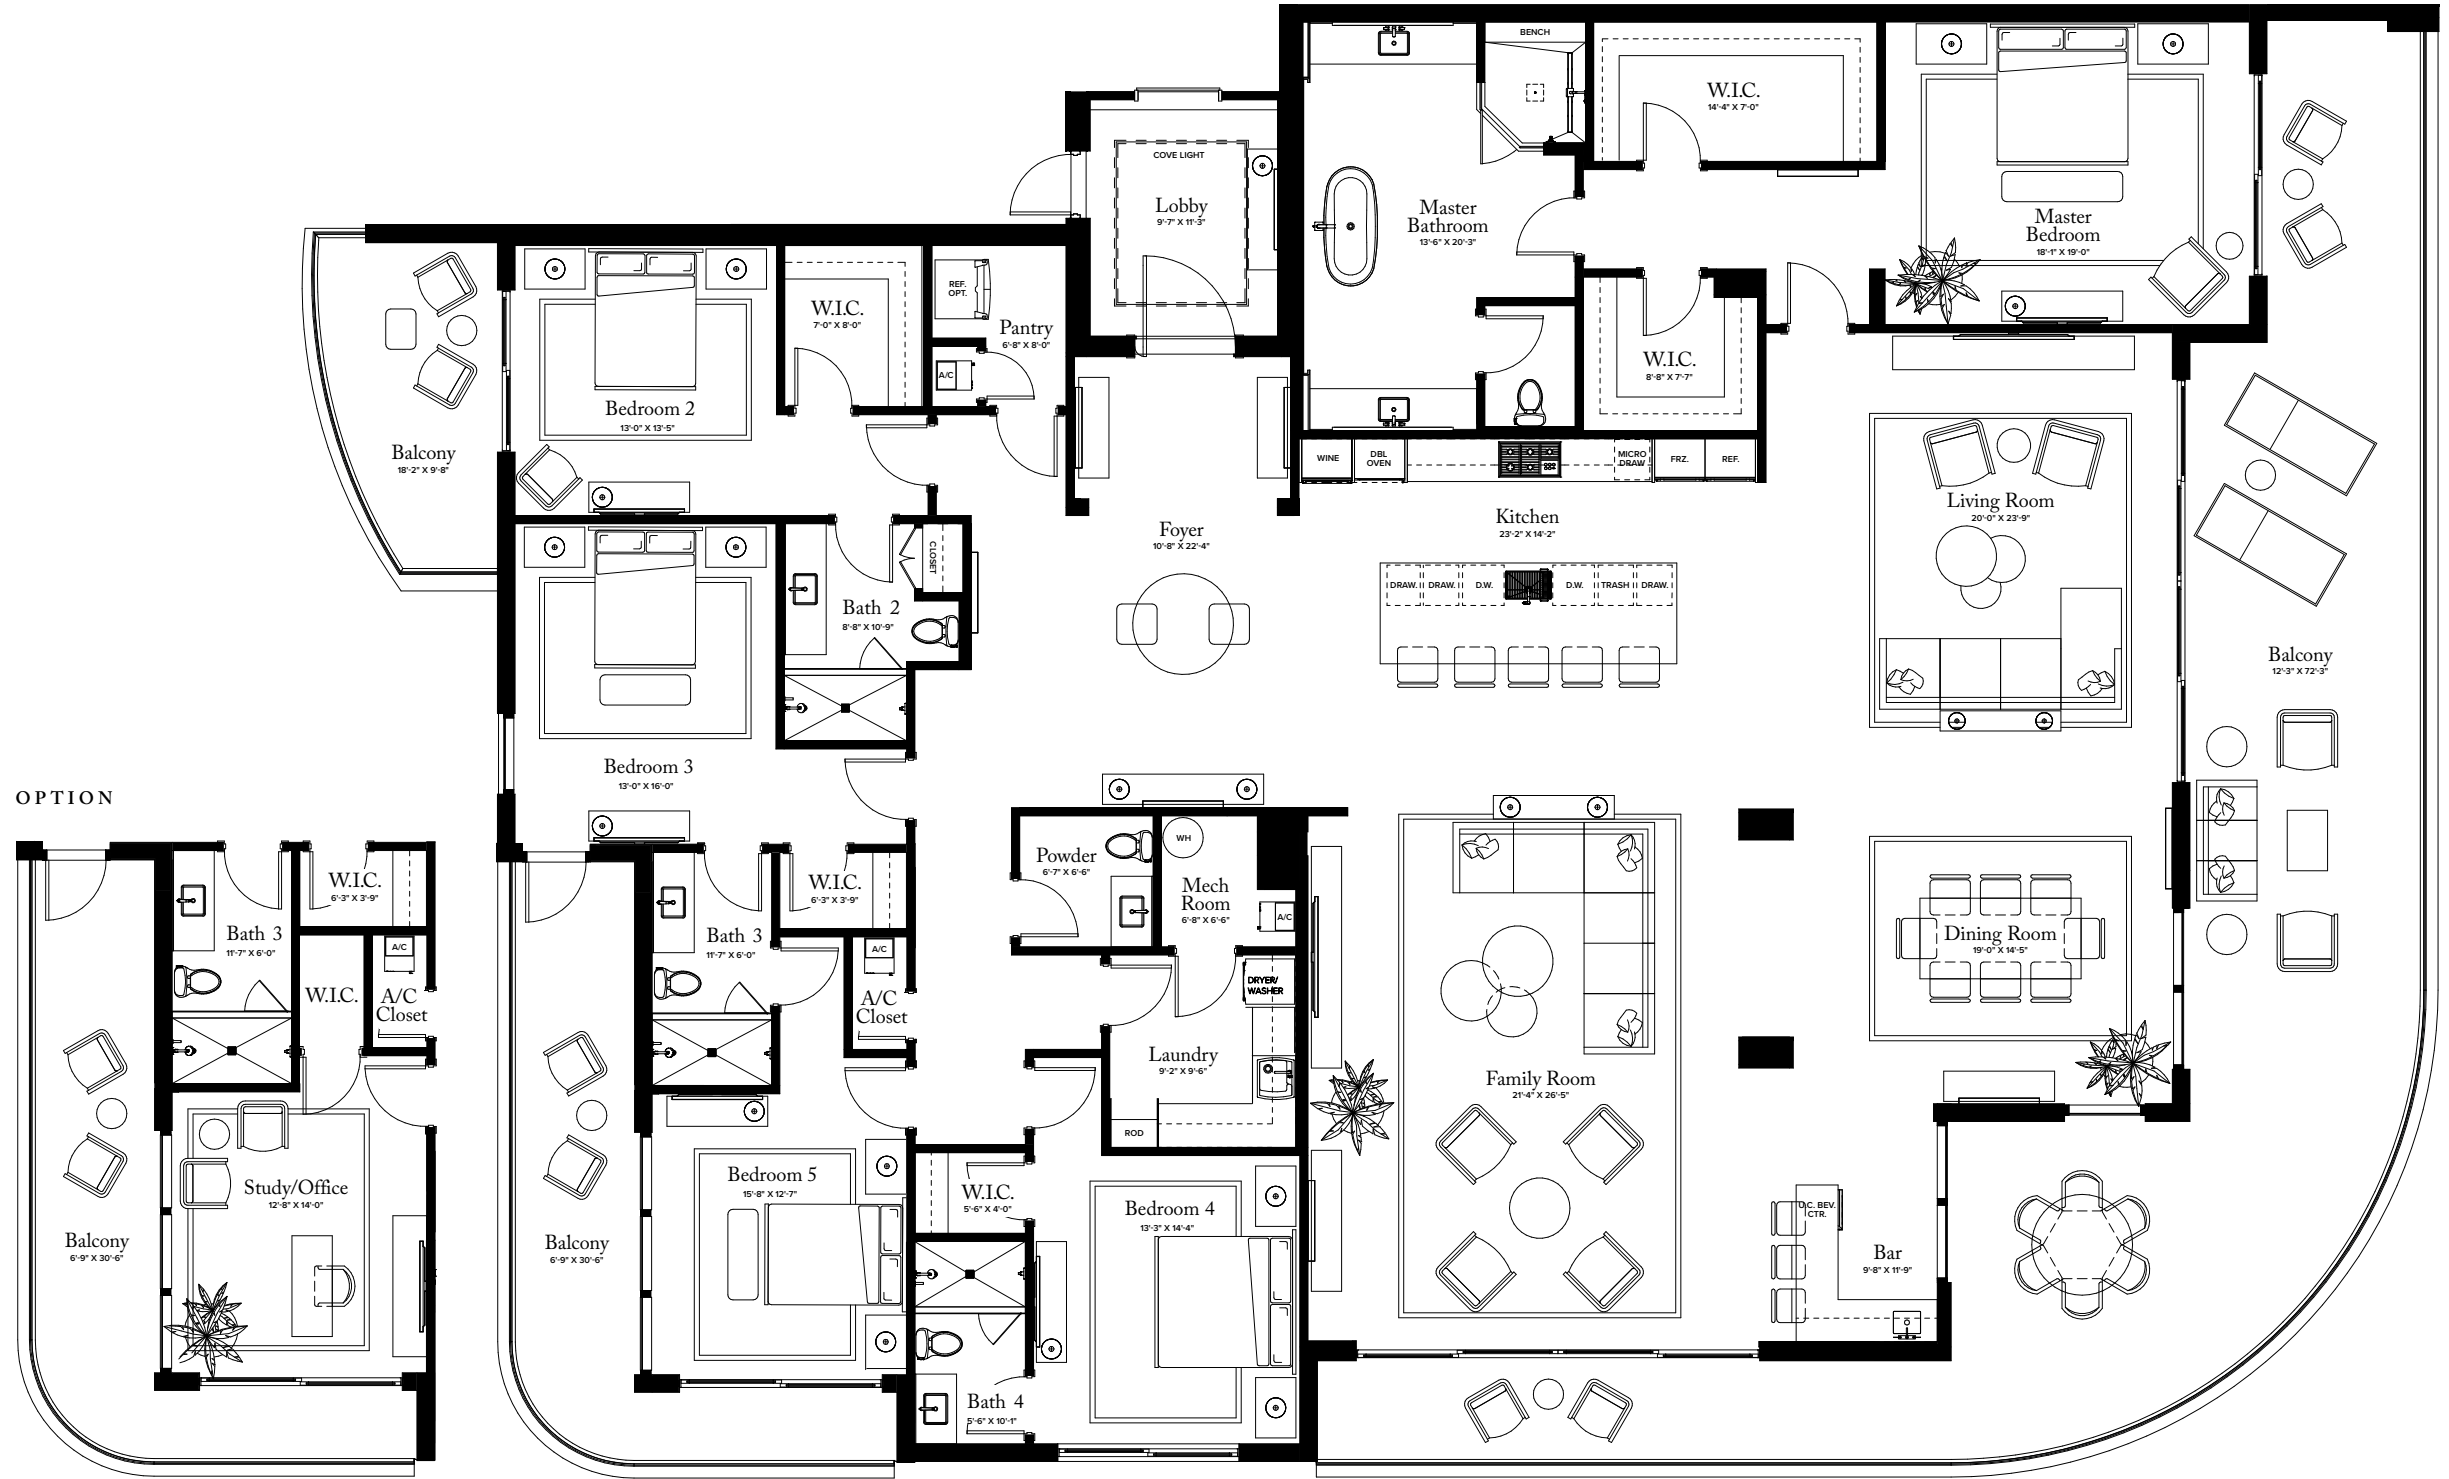 BENCH
W.I.C.
14'-4" X 7'-0"
COVE LIGHT
Lobby
9'-7" X 11'-3"
Master
Bathroom
13'-6" X 20'-3"
Master
Bedroom
18'-1" X 19'-0"
W.I.C.
7'-0" X 8'-0"
REF.
OPT.
Pantry
6'-8" X 8'-0"
A/C
W.I.C.
8'-8" X 7'-7"
Bedroom 2
13'-0" X 13'-5"
Balcony
18'-2" X 9'-8"
WINE
DBL
OVEN
MICRO
DRAW
FRZ.
REF.
Living Room
20'-0" X 23'-9"
Foyer
10'-8" X 22'-4"
Kitchen
23'-2" X 14'-2"
CLOSET
DRAW.
DRAW.
D.W.
D.W.
TRASH
DRAW.
Bath 2
8'-8" X 10'-9"
Balcony
12'-3" X 72'-3"
Bedroom 3
13'-0" X 16'-0"
OPTION
W.I.C.
6'-3" X 3'-9"
Bath 3
11'-7" X 6'-0"
A/C
W.I.C.
A/C
Closet
Study/Office
12'-8" X 14'-0"
Balcony
6'-9" X 30'-6"
W.I.C.
6'-3" X 3'-9"
Bath 3
11'-7" X 6'-0"
A/C
A/C
Closet
Powder
6'-7" X 6'-6"
WH
Mech
Room
6'-8" X 6'-6"
A/C
DRYER/
WASHER
Laundry
9'-2" X 9'-6"
ROD
Dining Room
19'-0" X 14'-5"
Family Room
21'-4" X 26'-5"
Bedroom 5
15'-8" X 12'-7"
Balcony
6'-9" X 30'-6"
W.I.C.
5'-6" X 4'-0"
Bedroom 4
13'-3" X 14'-4"
U.C. BEV.
CTR.
Bar
9'-8" X 11'-9"
Bath 4
5'-6" X 10'-1"